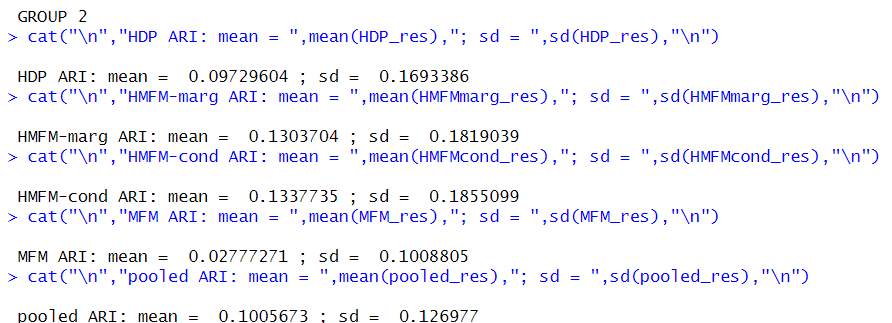 GROUP 2
> cat("\n","HDP ARI: mean = ",mean(HDP_res),"; sd = ",sd(HDP_res),"\n")
HDP ARI: mean =  0.09729604 ; sd =  0.1693386
> cat("\n","HMFM-marg ARI: mean = ",mean(HMFMmarg_res),"; sd = ",sd(HMFMmarg_res),"\n")
HMFM-marg ARI: mean =  0.1303704 ; sd =  0.1819039
> cat("\n","HMFM-cond ARI: mean = ",mean(HMFMcond_res),"; sd = ",sd(HMFMcond_res),"\n")
HMFM-cond ARI: mean =  0.1337735 ; sd =  0.1855099
> cat("\n","MFM ARI: mean = ",mean(MFM_res),"; sd = ",sd(MFM_res),"\n")
MFM ARI: mean =  0.02777271 ; sd =  0.1008805
> cat("\n","pooled ARI: mean = ",mean(pooled_res),"; sd = ",sd(pooled_res),"\n")
pooled ARI: mean =  0.1005673 ; sd =  0.126977